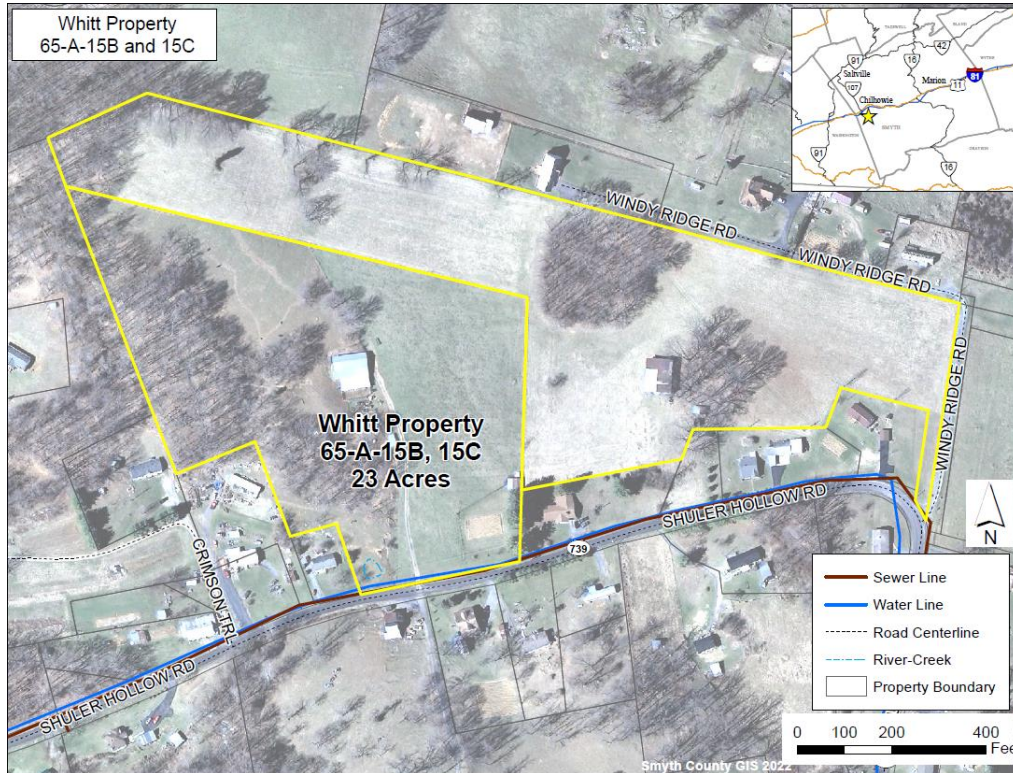 Whitt Property
65-A-15B and 15C
91
Saltville
107
Chilhowie
16
42
Marion
11
81
SMYTH
WASHINGTON
91
16
WINDY RIDGE RD
WINDY RIDGE RD
WINDY RIDGE RD
Whitt Property
65-A-15B, 15C
23 Acres
SHULER HOLLOW RD
739
CRIMSON TRL
SHULER HOLLOW RD
N
Sewer Line
Water Line
Road Centerline
River-Creek
Property Boundary
0 100 200 400
Fee
Smyth County GIS 2022